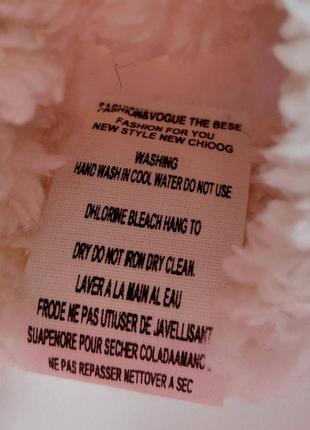 FASHION&VOGUE THE BESE
FASHION FOR YOU
NEW STYLE NEW CHIOOG
WASHING
HAND WASH IN COOL WATER DO NOT USE
DHLORINE BLEACH HANG TO
DRY DO NOT IRON DRY CLEAN.
LAVER A LA MAIN AL EAU
FRODE NE PAS UTIUSER DE JAVELLISANT
SUAPENORE POUR SECHER COLADAAMANO.
NE PAS REPASSER NETTOVER A SEC